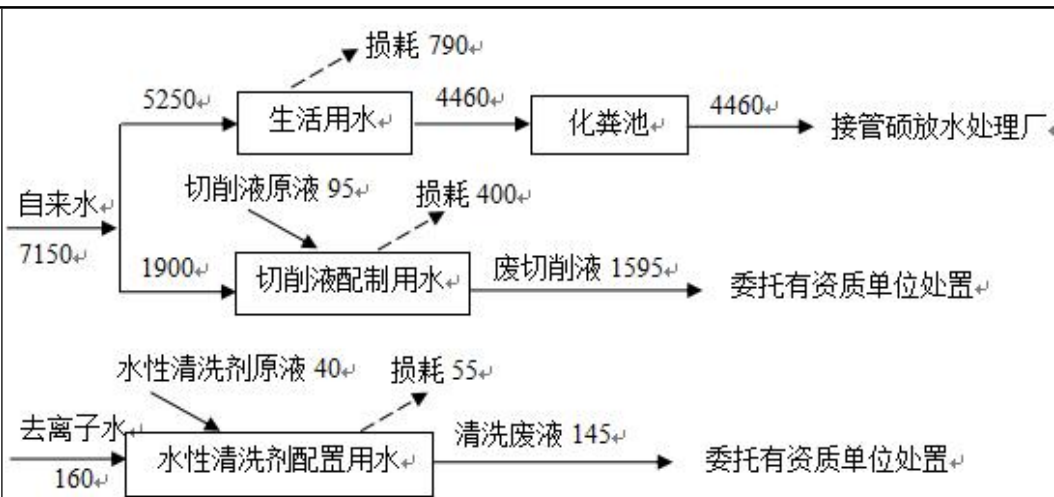 损耗 790
5250
生活用水
4460
化粪池
4460
接管硕放水处理厂
自来水
7150
切削液原液 95
损耗 400
1900
切削液配制用水
废切削液 1595
委托有资质单位处置
水性清洗剂原液 40
损耗 55
去离子水
160
水性清洗剂配置用水
清洗废液 145
委托有资质单位处置